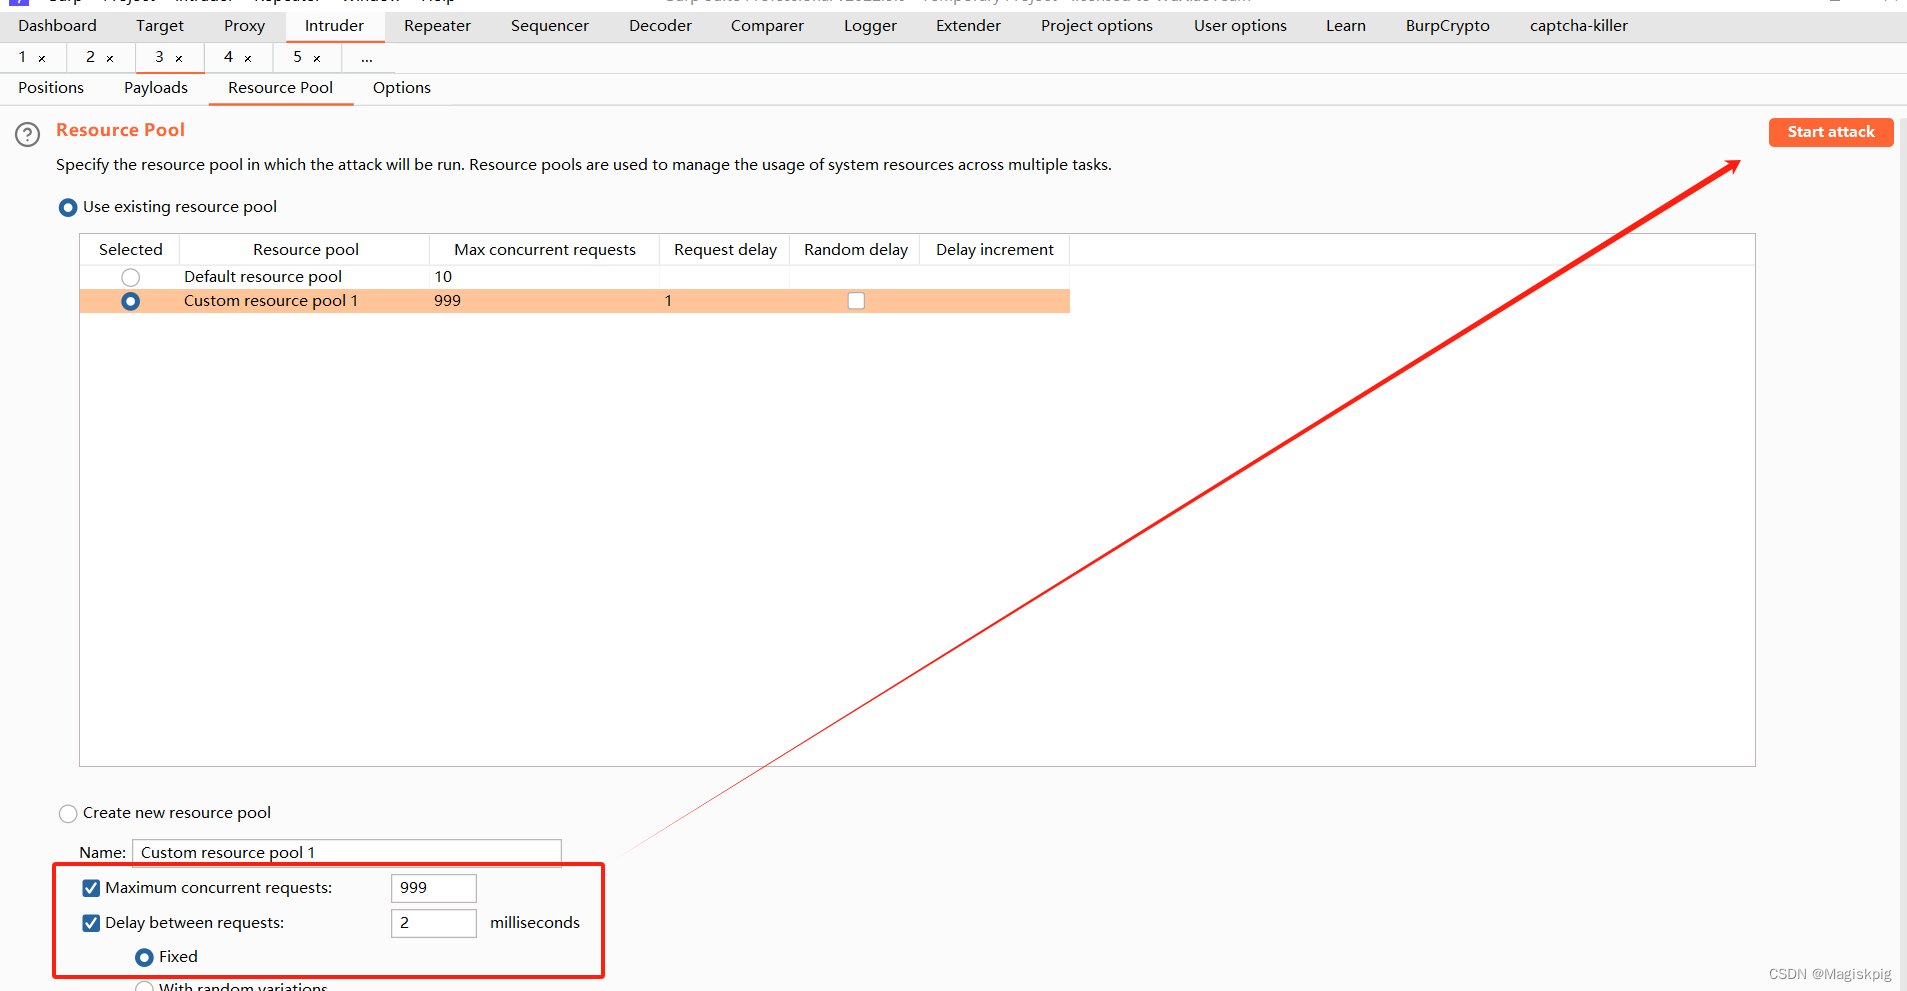 Dashboard Target Proxy Intruder Repeater Sequencer Decoder Comparer Logger Extender Project options User options Learn BurpCrypto captcha-killer
1 × 2 × 3 × 4 × 5 × ...
Positions Payloads Resource Pool Options
? Resource Pool
Start attack
Specify the resource pool in which the attack will be run. Resource pools are used to manage the usage of system resources across multiple tasks.
Use existing resource pool
Selected Resource pool Max concurrent requests Request delay Random delay Delay increment
Default resource pool 10
Custom resource pool 1 999 1
Create new resource pool
Name: Custom resource pool 1
Maximum concurrent requests: 999
Delay between requests: 2 milliseconds
Fixed
With random variations
CSDN @Magiskpig